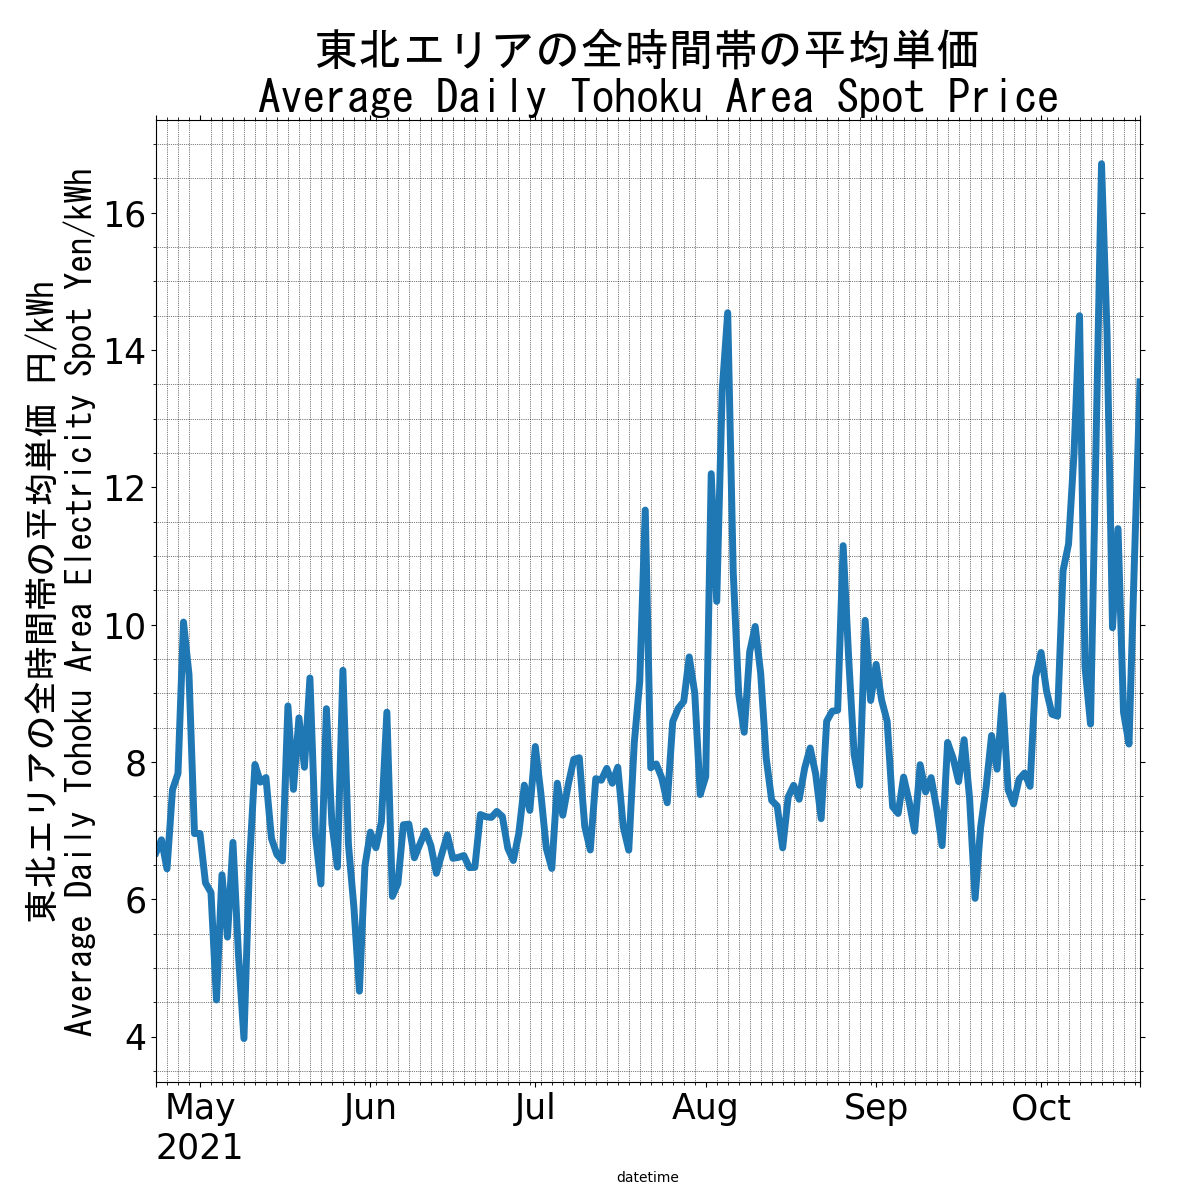 東北エリアの全時間帯の平均単価
Average Daily Tohoku Area Spot Price
東北エリアの全時間帯の平均単価 円/kWh
Average Daily Tohoku Area Electricity Spot Yen/kWh
16
14
12
10
8
6
4
May
Jun
Jul
Aug
Sep
Oct
2021
datetime